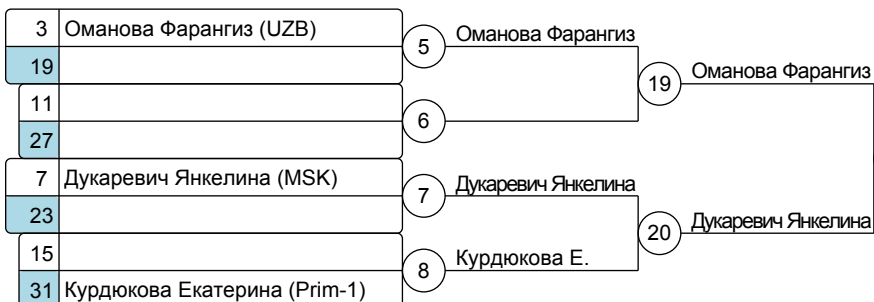 3 Оманова Фарангиз (UZB)
19
11
27
7 Дукаревич Янкелина (MSK)
23
15
31 Курдюкова Екатерина (Prim-1)
5 Оманова Фарангиз
6
7 Дукаревич Янкелина
8 Курдюкова Е.
19 Оманова Фарангиз
20 Дукаревич Янкелина